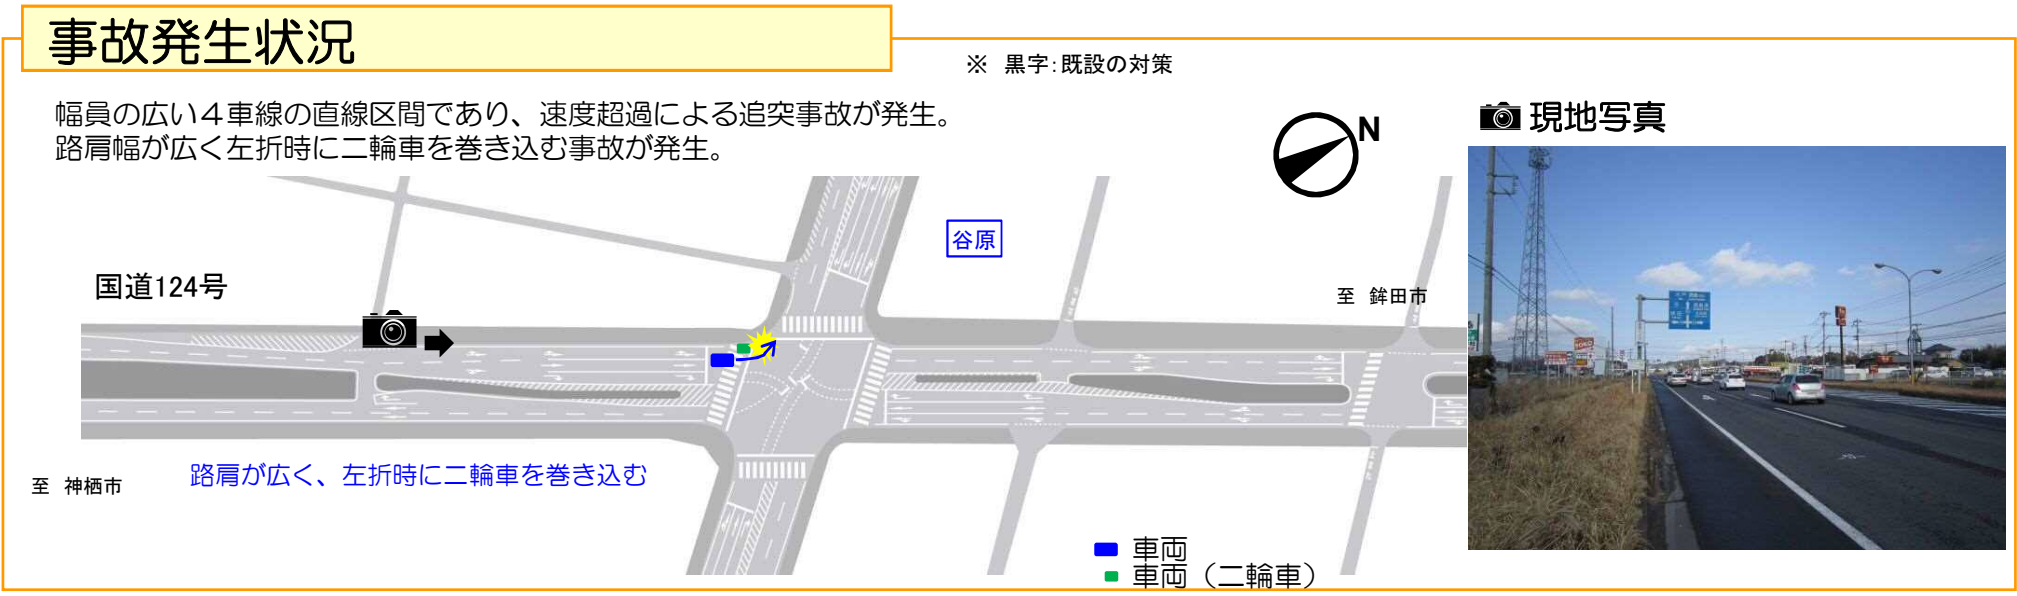 事故発生状況
※ 黒字：既設の対策
幅員の広い４車線の直線区間であり、速度超過による追突事故が発生。
路肩幅が広く左折時に二輪車を巻き込む事故が発生。
N
現地写真
谷原
国道124号
至 鉾田市
至 神栖市
路肩が広く、左折時に二輪車を巻き込む
車両
車両（二輪車）